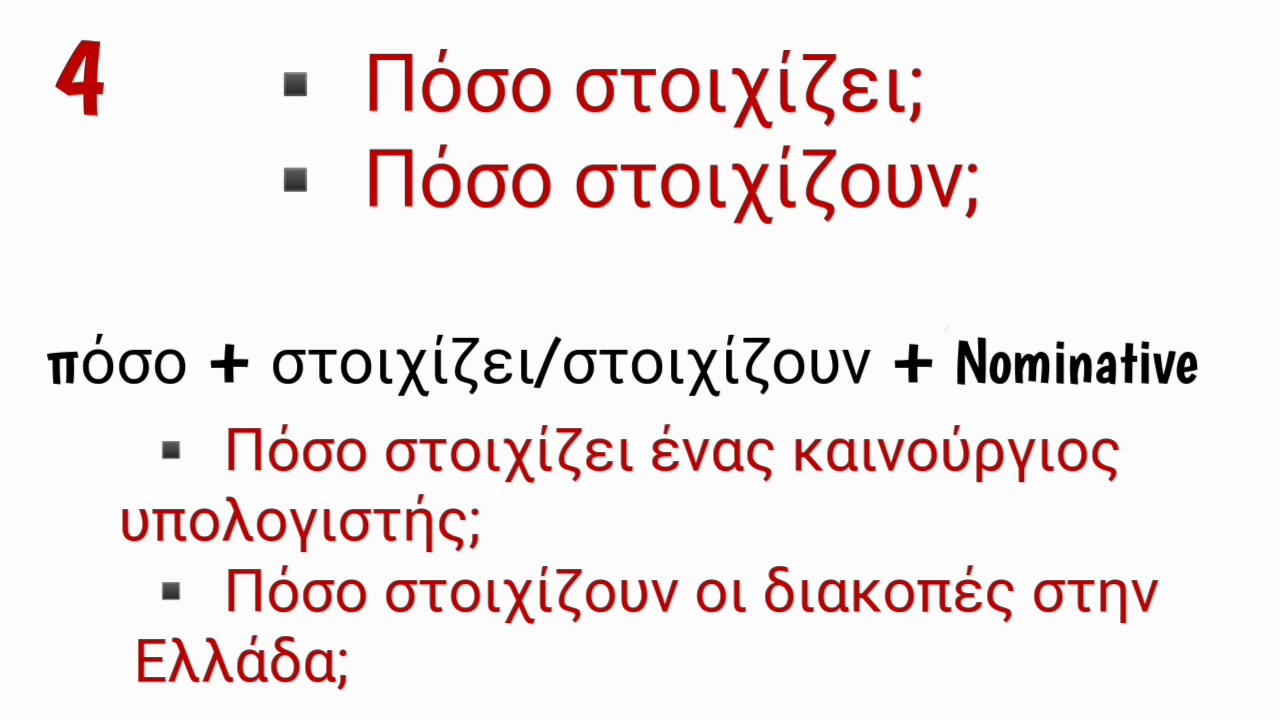 4
▪ Πόσο στοιχίζει;
▪ Πόσο στοιχίζουν;
πόσο + στοιχίζει/στοιχίζουν + Nominative
▪ Πόσο στοιχίζει ένας καινούργιος
υπολογιστής;
▪ Πόσο στοιχίζουν οι διακοπές στην
Ελλάδα;